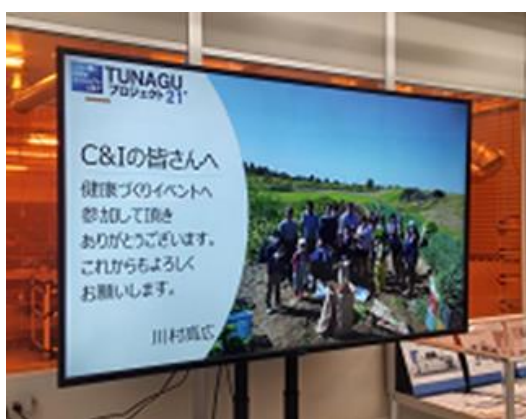 TUNAGU
プロジェクト21
C&Iの皆さんへ
健康づくりイベントへ
参加して頂き
ありがとうございます。
これからもよろしく
お願いします。